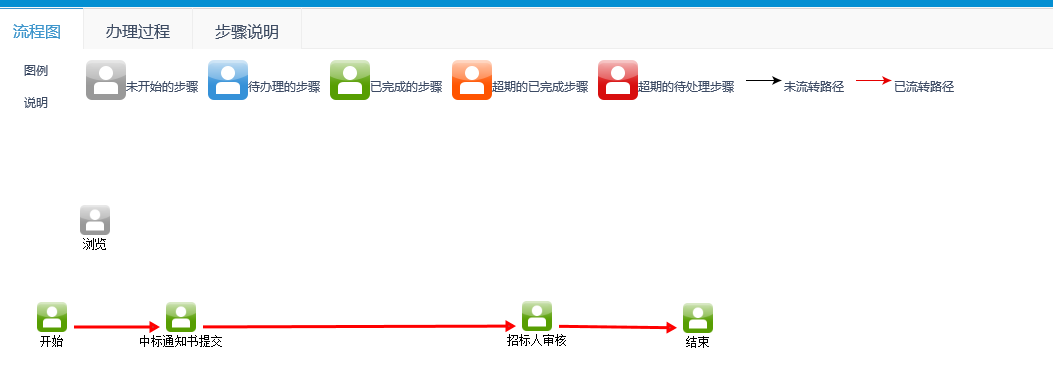 流程图 办理过程 步骤说明
图例 未开始的步骤 待办理的步骤 已完成的步骤 超期的已完成步骤 超期的待处理步骤 未流转路径 已流转路径
说明
浏览
开始 中标通知书提交 招标人审核 结束